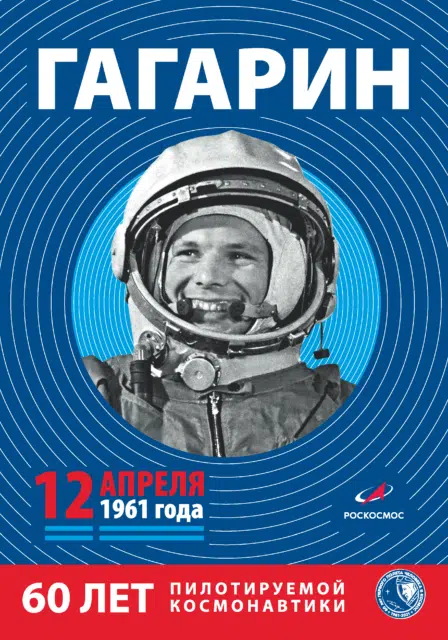 ГАГАРИН
12 АПРЕЛЯ
1961 года
РОСКОСМОС
60 ЛЕТ
ПИЛОТИРУЕМОЙ
КОСМОНАВТИКИ